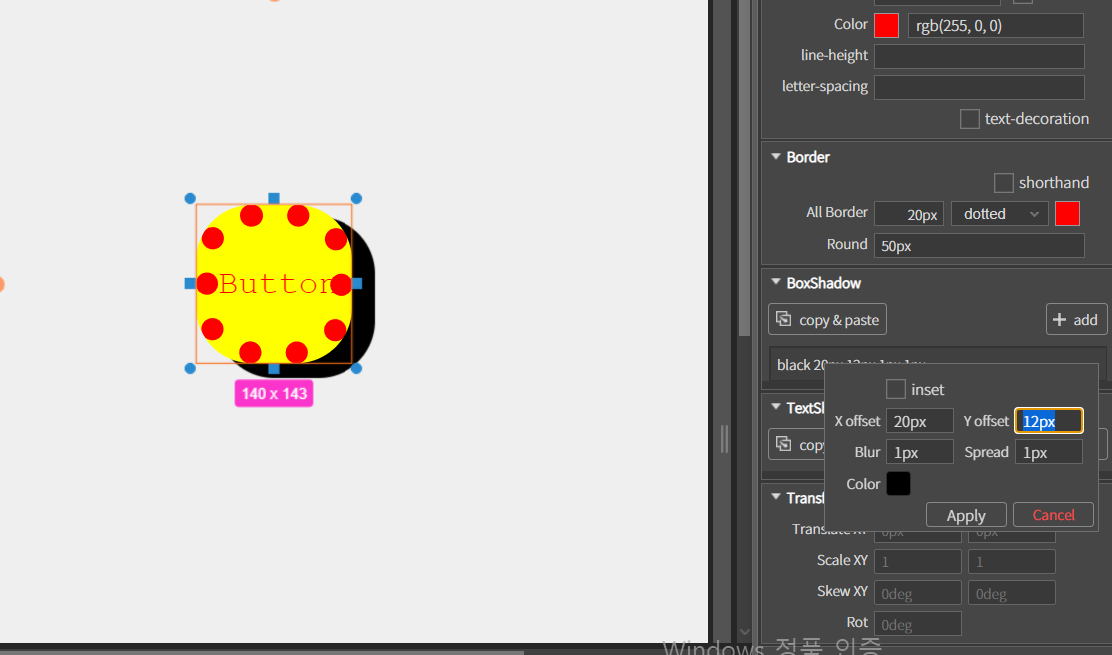 Color rgb(255, 0, 0)
line-height
letter-spacing
text-decoration
Border
shorthand
All Border 20px dotted
Round 50px
BoxShadow
copy & paste add
black 20px 12px 1px 1px
inset
X offset 20px Y offset 12px
Blur 1px Spread 1px
Color
Apply Cancel
TextSh
copy
Transf
Translate XY 0px 0px
Scale XY 1 1
Skew XY 0deg 0deg
Rot 0deg
Button
140 x 143
Windows 정품 인증